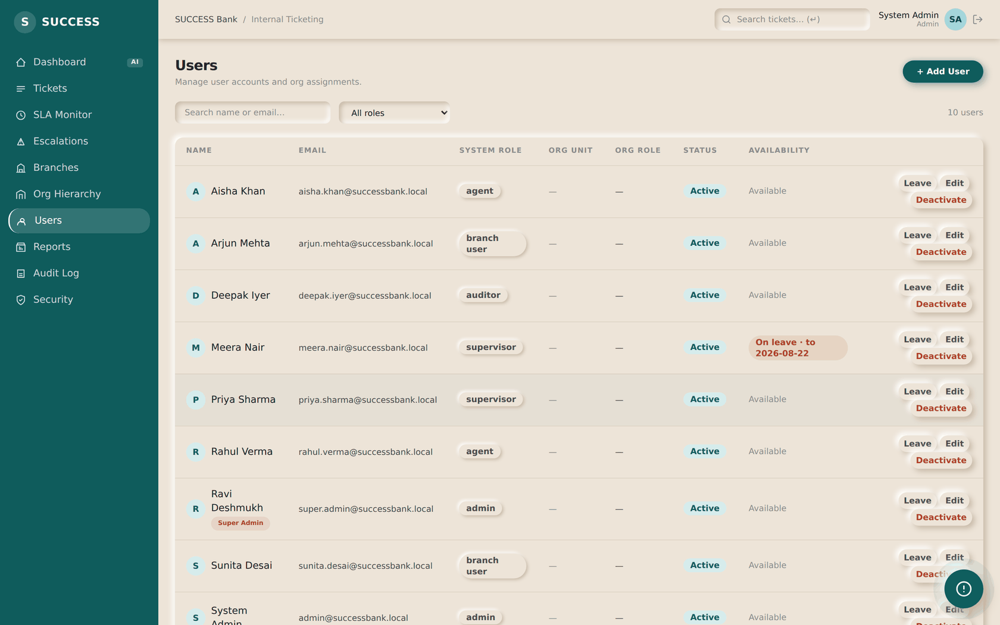 S SUCCESS
SUCCESS Bank / Internal Ticketing
Search tickets... (↵)
System Admin
Admin
SA
Dashboard AI
Tickets
SLA Monitor
Escalations
Branches
Org Hierarchy
Users
Reports
Audit Log
Security
Users
Manage user accounts and org assignments.
+ Add User
Search name or email...
All roles
10 users
NAME EMAIL SYSTEM ROLE ORG UNIT ORG ROLE STATUS AVAILABILITY
A Aisha Khan aisha.khan@successbank.local agent — — Active Available Leave Edit
Deactivate
A Arjun Mehta arjun.mehta@successbank.local branch user — — Active Available Leave Edit
Deactivate
D Deepak Iyer deepak.iyer@successbank.local auditor — — Active Available Leave Edit
Deactivate
M Meera Nair meera.nair@successbank.local supervisor — — Active On leave · to 2026-08-22 Leave Edit
Deactivate
P Priya Sharma priya.sharma@successbank.local supervisor — — Active Available Leave Edit
Deactivate
R Rahul Verma rahul.verma@successbank.local agent — — Active Available Leave Edit
Deactivate
R Ravi Deshmukh super.admin@successbank.local admin — — Active Available Leave Edit
Super Admin Deactivate
S Sunita Desai sunita.desai@successbank.local branch user — — Active Available Leave Edit
S System Admin admin@successbank.local admin — — Active Available Leave Edit